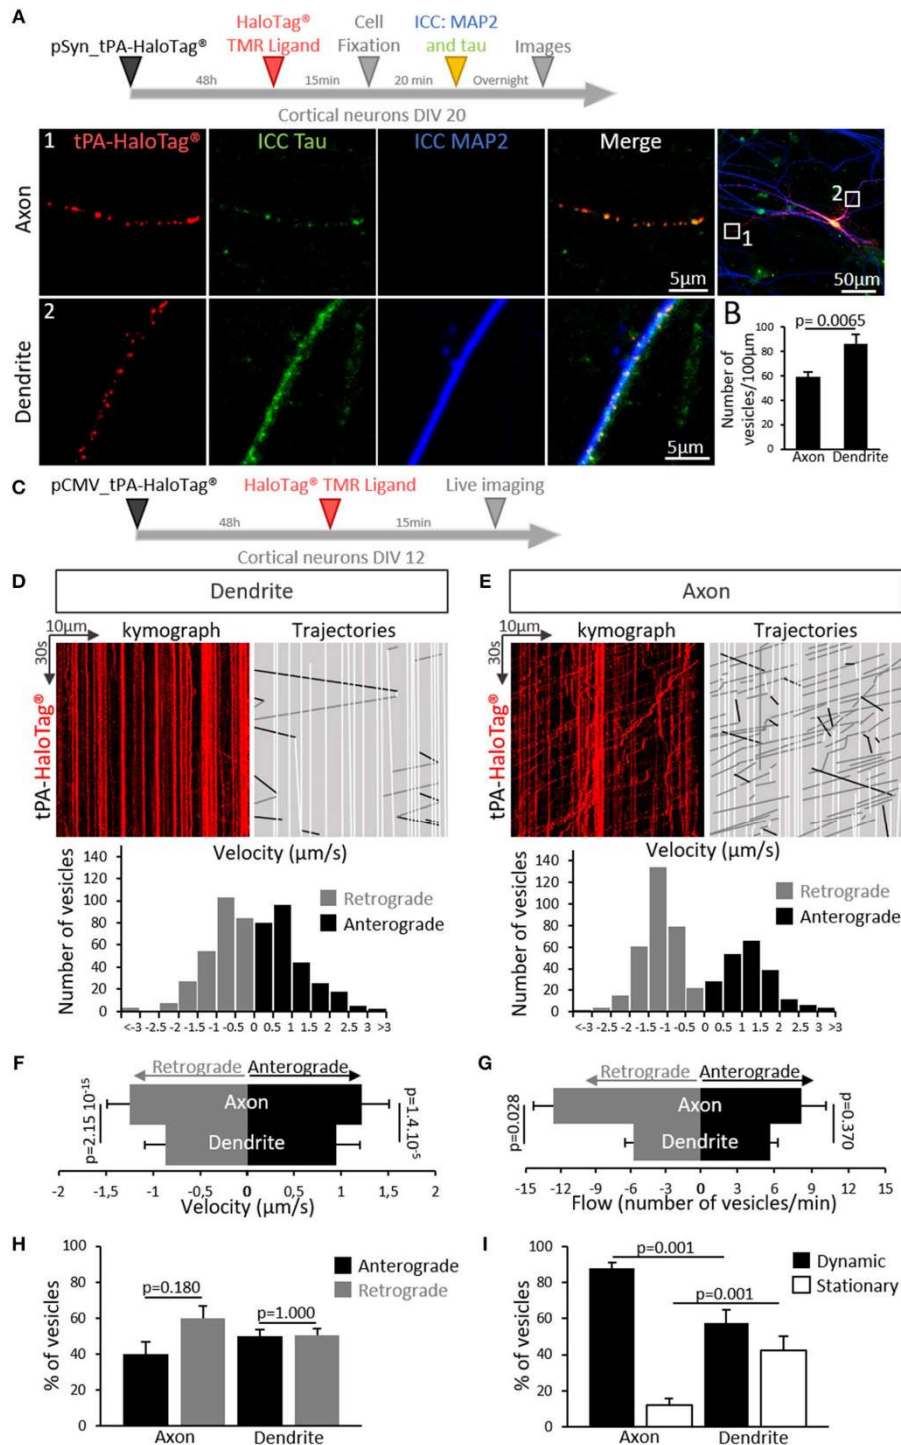 A
pSyn_tPA-HaloTag®
HaloTag®
TMR Ligand
Cell
Fixation
ICC: MAP2
and tau
Images
48h
15min
20 min
Overnight
Cortical neurons DIV 20
1
tPA-HaloTag®
ICC Tau
ICC MAP2
Merge
Axon
5µm
1
2
50µm
2
Dendrite
5µm
B
p= 0.0065
Number of
vesicles/100µm
100
80
60
40
20
0
Axon
Dendrite
C
pCMV_tPA-HaloTag®
HaloTag® TMR Ligand
Live imaging
48h
15min
Cortical neurons DIV 12
D
Dendrite
10µm
30s
kymograph
Trajectories
tPA-HaloTag®
Velocity (µm/s)
Number of vesicles
140
120
100
80
60
40
20
0
Retrograde
Anterograde
<-3 -2.5 -2 -1.5 -1 -0.5 0 0.5 1 1.5 2 2.5 3 >3
E
Axon
10µm
30s
kymograph
Trajectories
tPA-HaloTag®
Velocity (µm/s)
Number of vesicles
140
120
100
80
60
40
20
0
Retrograde
Anterograde
<-3 -2.5 -2 -1.5 -1 -0.5 0 0.5 1 1.5 2 2.5 3 >3
F
Retrograde
Anterograde
Axon
Dendrite
p=2.15 10-15
p=1.4.10-5
-2 -1,5 -1 -0,5 0 0,5 1 1,5 2
Velocity (µm/s)
G
Retrograde
Anterograde
Axon
Dendrite
p=0.028
p=0.370
-15 -12 -9 -6 -3 0 3 6 9 12 15
Flow (number of vesicles/min)
H
% of vesicles
100
80
60
40
20
0
p=0.180
p=1.000
Anterograde
Retrograde
Axon
Dendrite
I
% of vesicles
100
80
60
40
20
0
p=0.001
p=0.001
Dynamic
Stationary
Axon
Dendrite